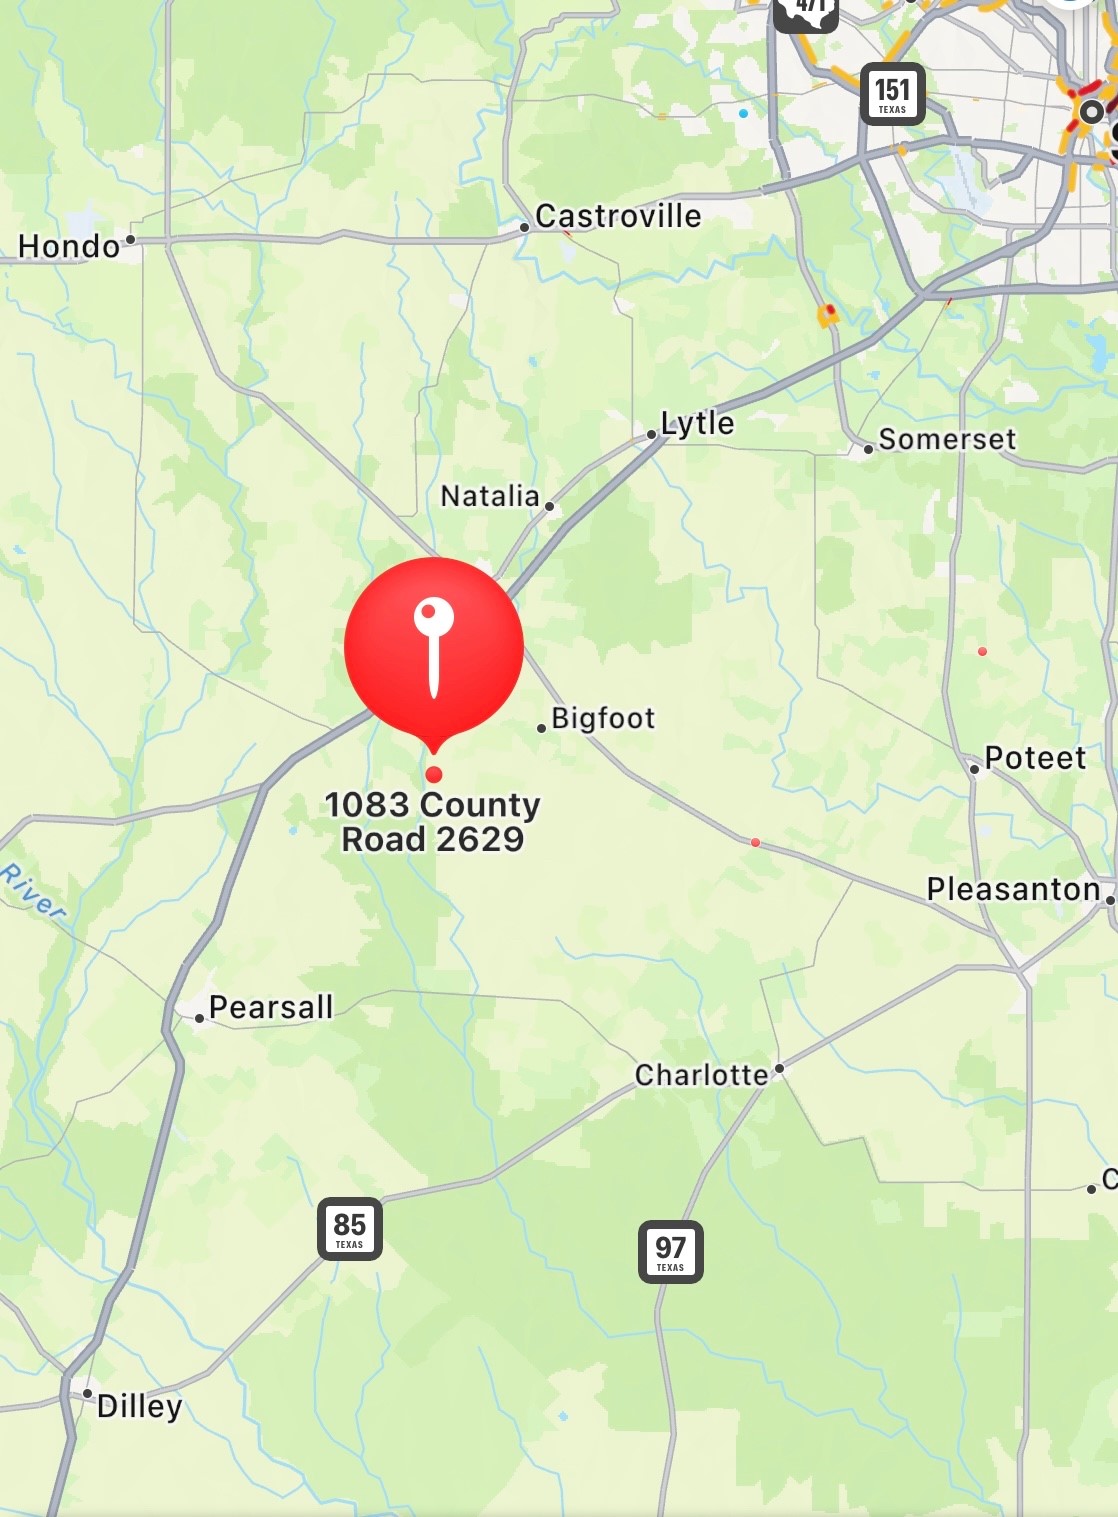 471
151
TEXAS
Castroville
Hondo
Lytle
Somerset
Natalia
Bigfoot
Poteet
1083 County
Road 2629
River
Pleasanton
Pearsall
Charlotte
C
85
TEXAS
97
TEXAS
Dilley